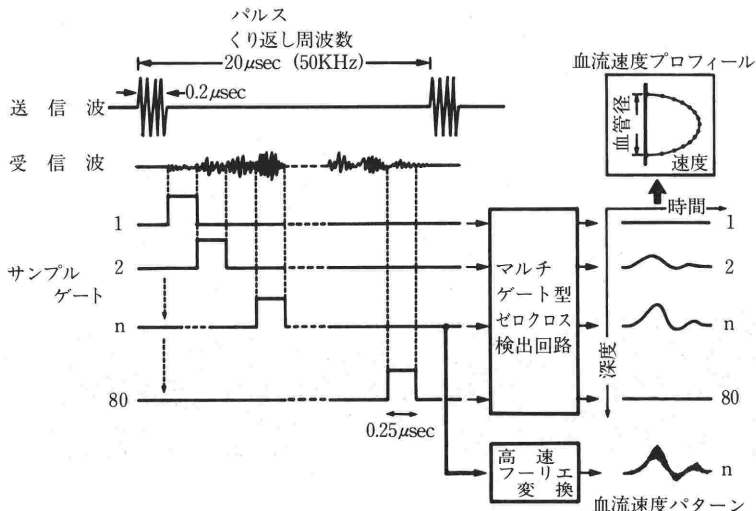 パルス
くり返し周波数
20μsec (50KHz)
0.2μsec
送信波
受信波
サンプル
ゲート
1
2
n
80
0.25μsec
マルチ
ゲート型
ゼロクロス
検出回路
高速
フーリエ
変換
血流速度プロフィール
血管径
速度
時間
深度
1
2
n
80
n
血流速度パターン